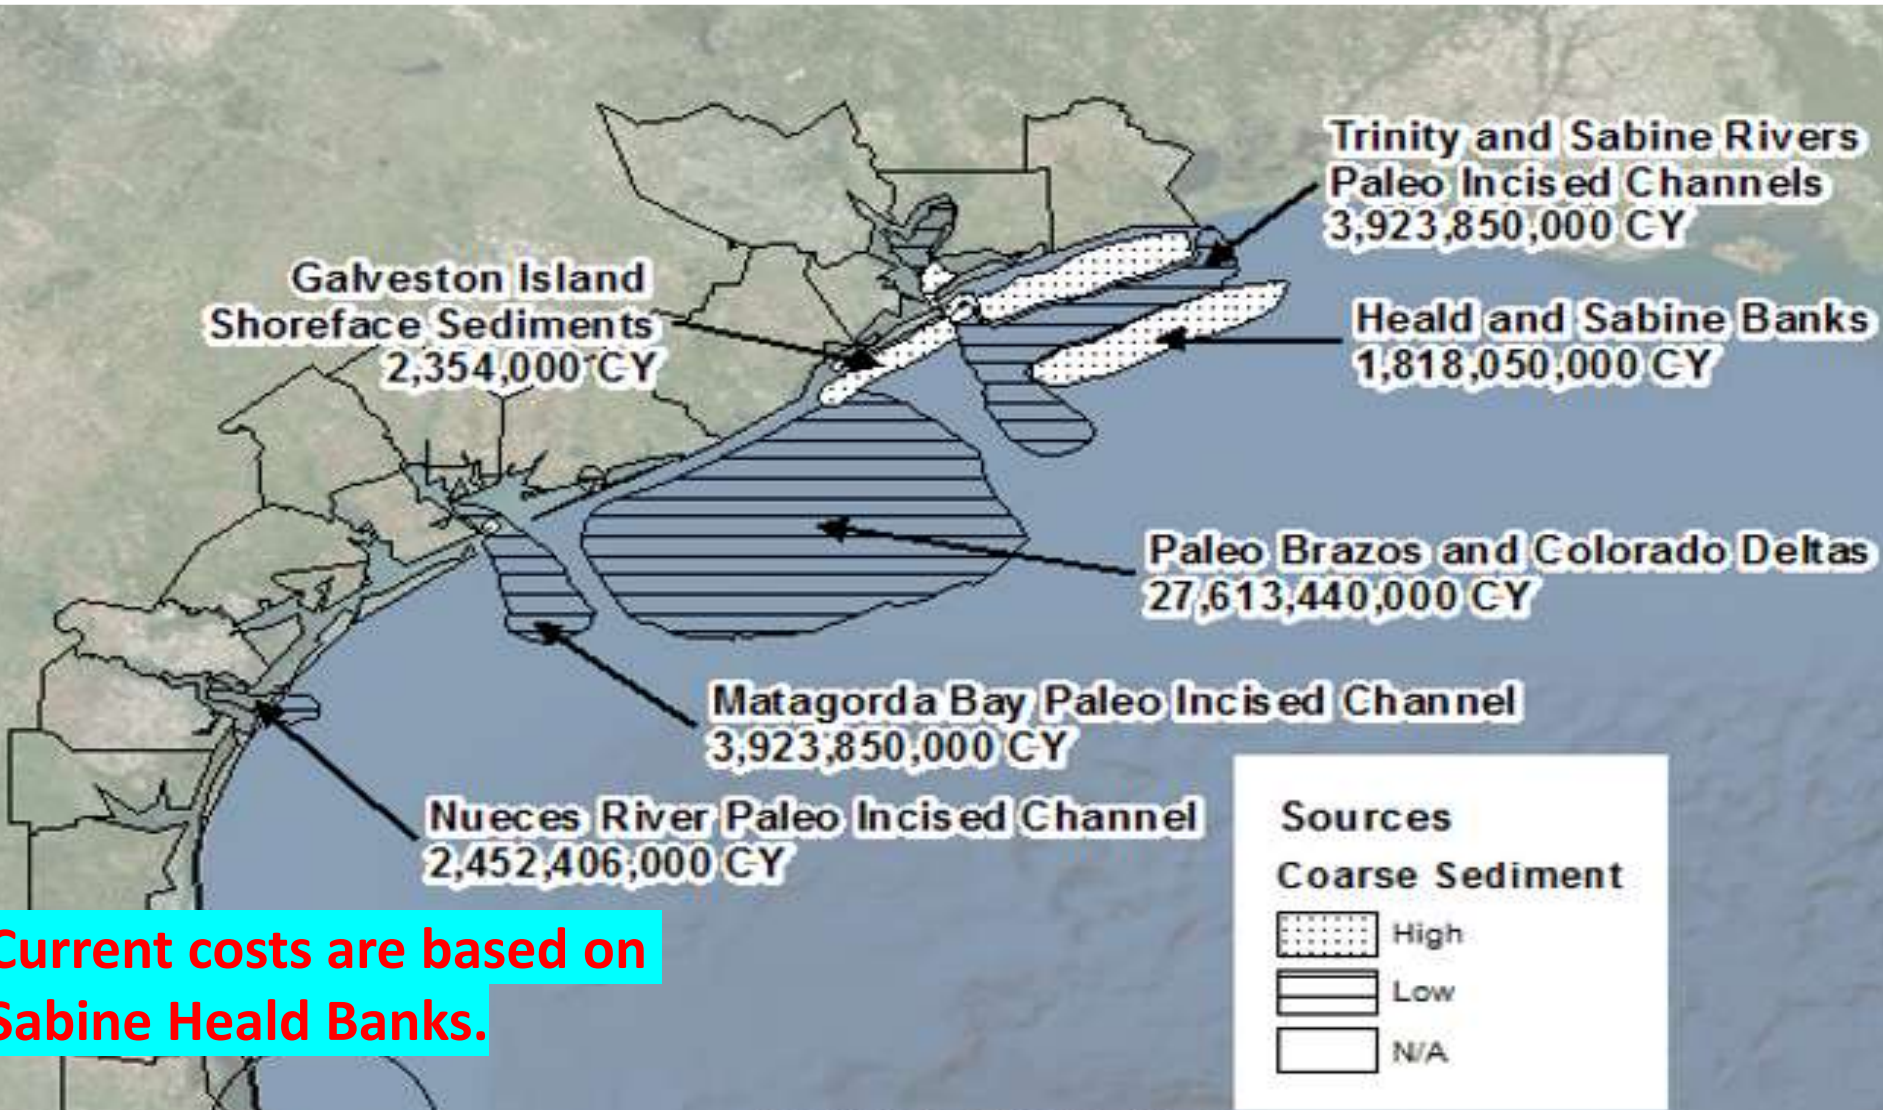 Trinity and Sabine Rivers
Paleo Incised Channels
3,923,850,000 CY
Galveston Island
Shoreface Sediments
2,354,000 CY
Heald and Sabine Banks
1,818,050,000 CY
Paleo Brazos and Colorado Deltas
27,613,440,000 CY
Matagorda Bay Paleo Incised Channel
3,923,850,000 CY
Nueces River Paleo Incised Channel
2,452,406,000 CY
Sources
Coarse Sediment
High
Low
N/A
Current costs are based on
Sabine Heald Banks.